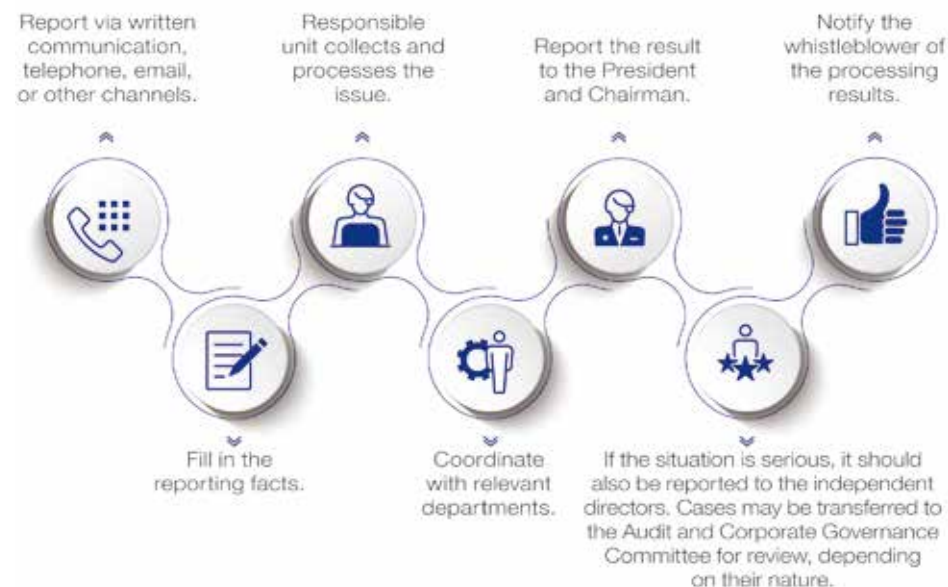 Report via written
communication,
telephone, email,
or other channels.
Fill in the
reporting facts.
Responsible
unit collects and
processes the
issue.
Coordinate
with relevant
departments.
Report the result
to the President
and Chairman.
If the situation is serious, it should
also be reported to the independent
directors. Cases may be transferred to
the Audit and Corporate Governance
Committee for review, depending
on their nature.
Notify the
whistleblower of
the processing
results.